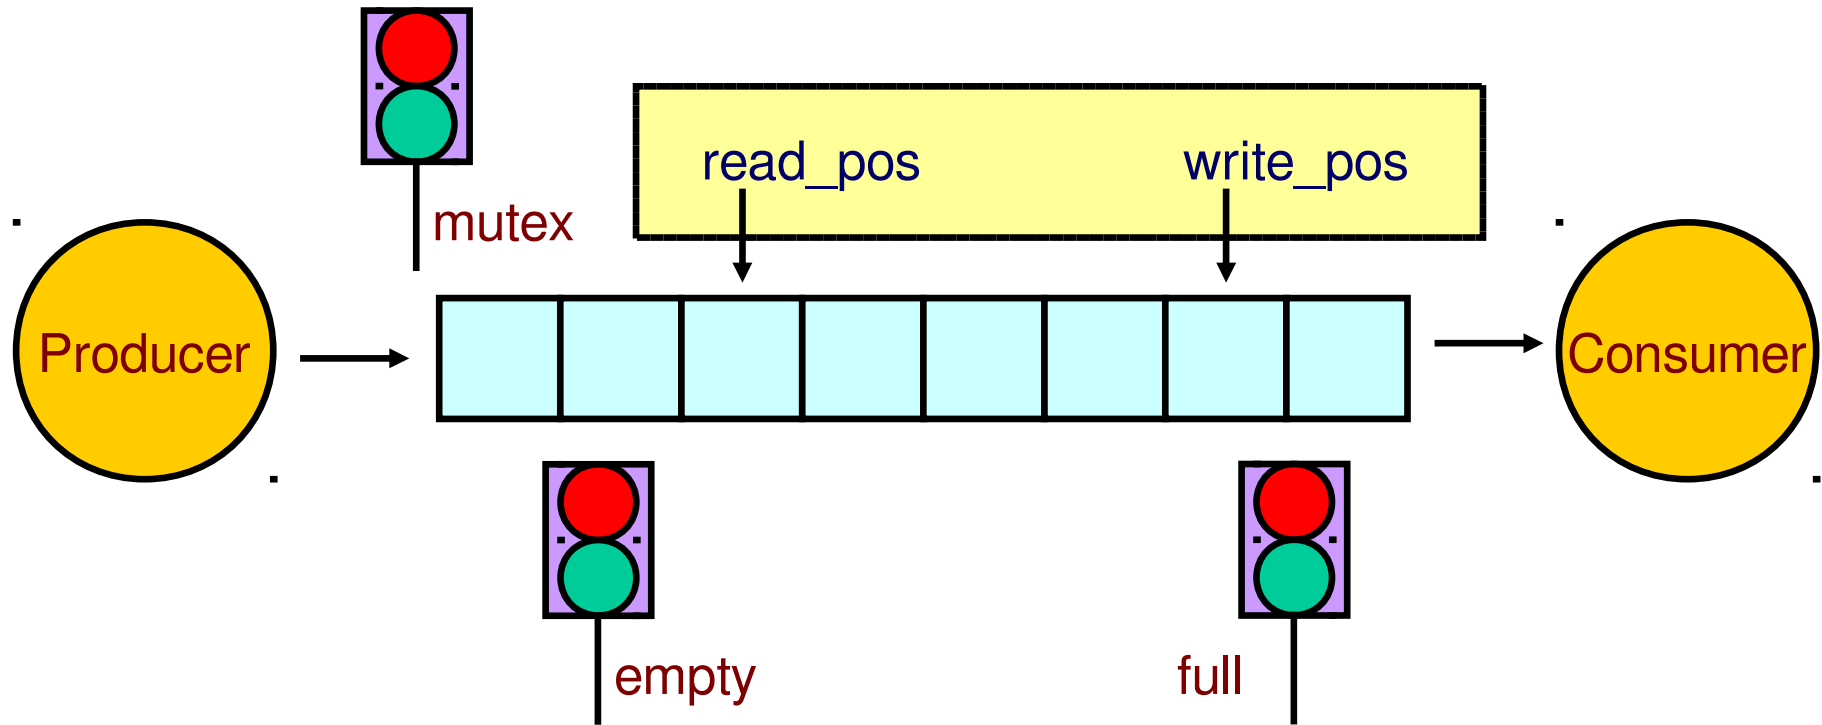 read_pos
write_pos
mutex
Producer
Consumer
empty
full